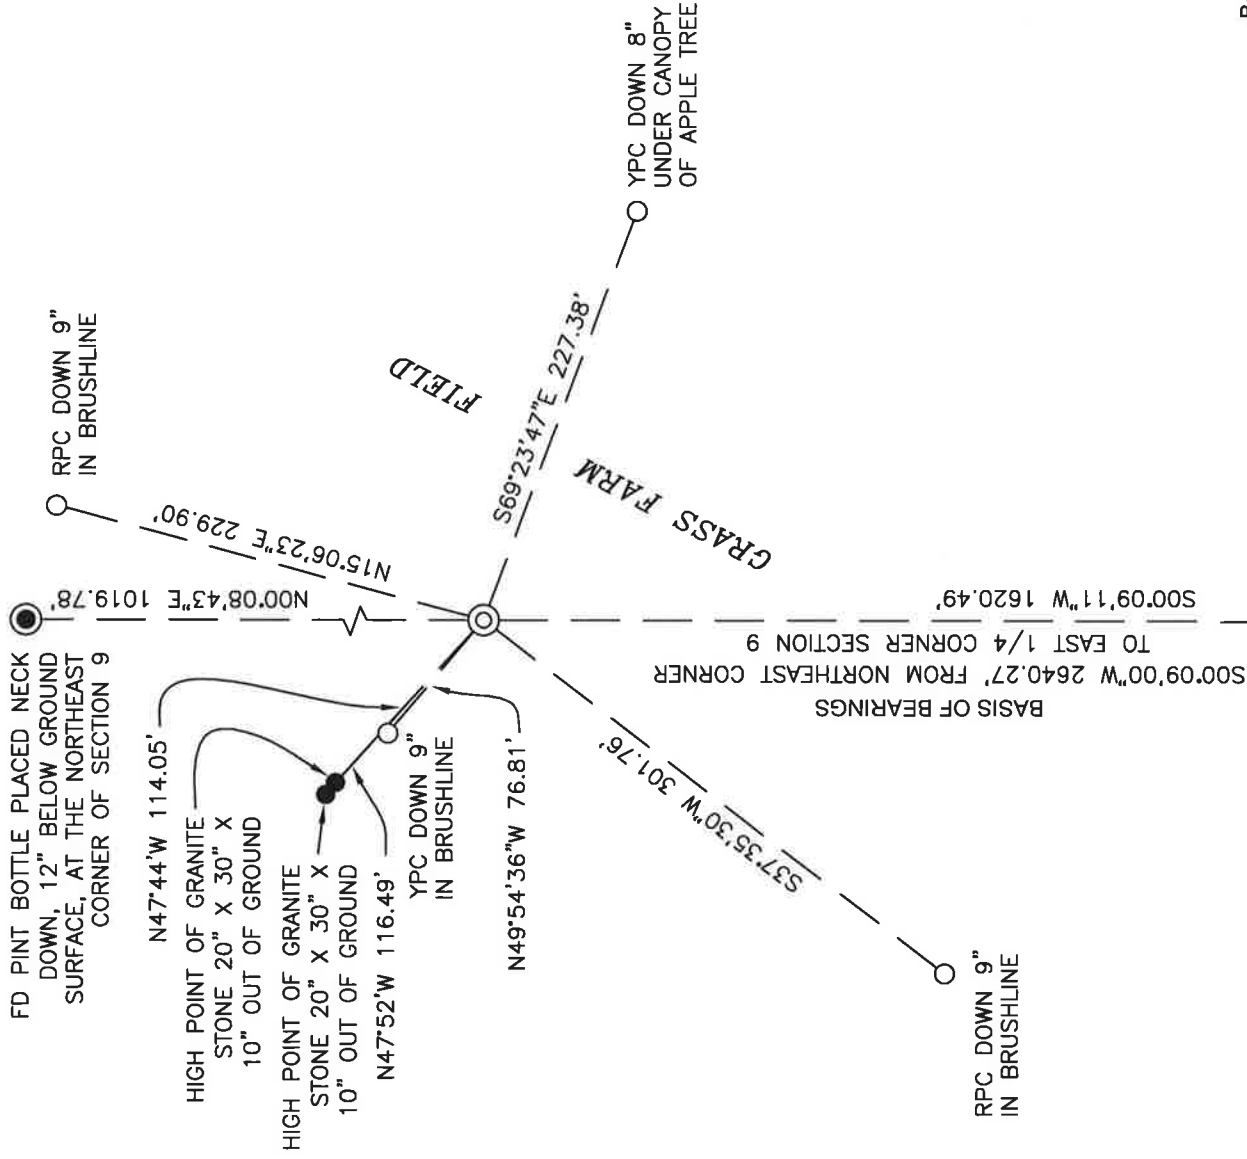 FD PINT BOTTLE PLACED NECK
DOWN, 12" BELOW GROUND
SURFACE, AT THE NORTHEAST
CORNER OF SECTION 9
RPC DOWN 9"
IN BRUSHLINE
YPC DOWN 8"
UNDER CANOPY
OF APPLE TREE
N00°08'43"E 1019.78'
N15°06'23"E 229.90'
S69°23'47"E 227.38'
GRASS FARM FIELD
N47°44'W 114.05'
HIGH POINT OF GRANITE
STONE 20" X 30" X
10" OUT OF GROUND
HIGH POINT OF GRANITE
STONE 20" X 30" X
10" OUT OF GROUND
N47°52'W 116.49'
YPC DOWN 9"
IN BRUSHLINE
N49°54'36"W 76.81'
S37°35'30"W 301.76'
RPC DOWN 9"
IN BRUSHLINE
BASIS OF BEARINGS
S00°09'00"W 2640.27' FROM NORTHEAST CORNER
TO EAST 1/4 CORNER SECTION 9
S00°09'11"W 1620.49'